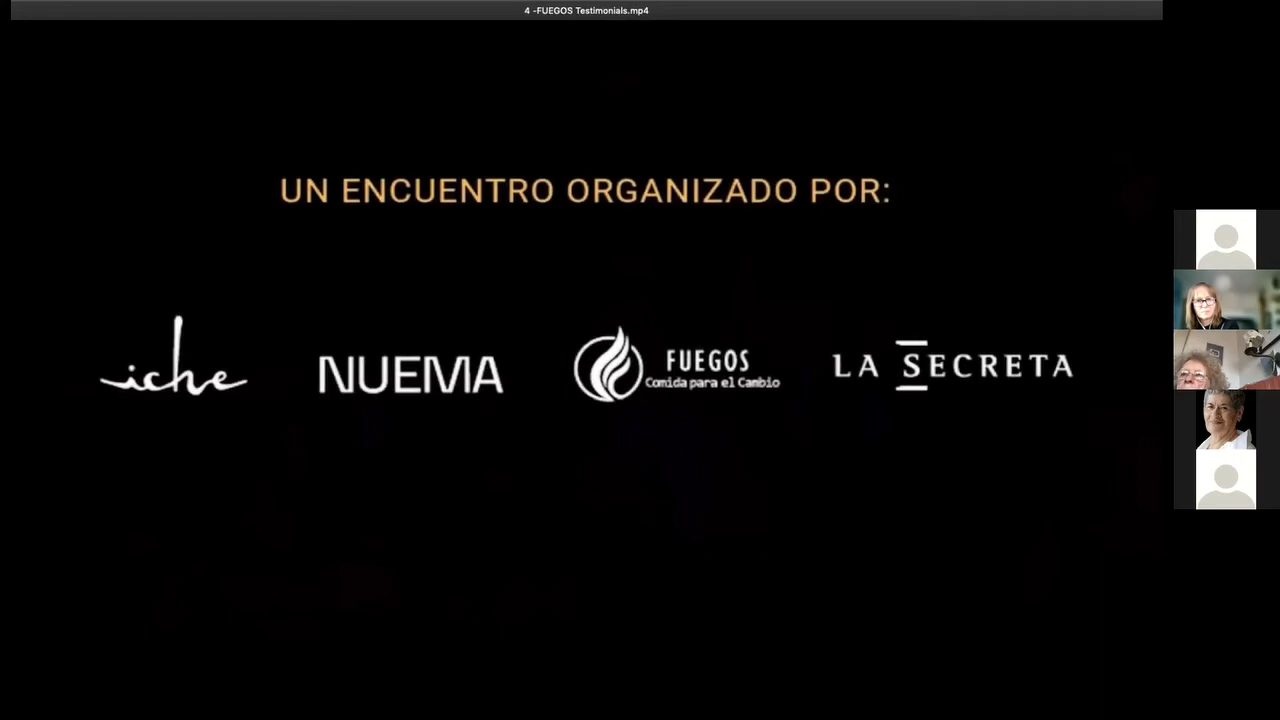 4 -FUEGOS Testimonials.mp4
UN ENCUENTRO ORGANIZADO POR:
iche
NUEMA
FUEGOS
Comida para el Cambio
LA SECRETA